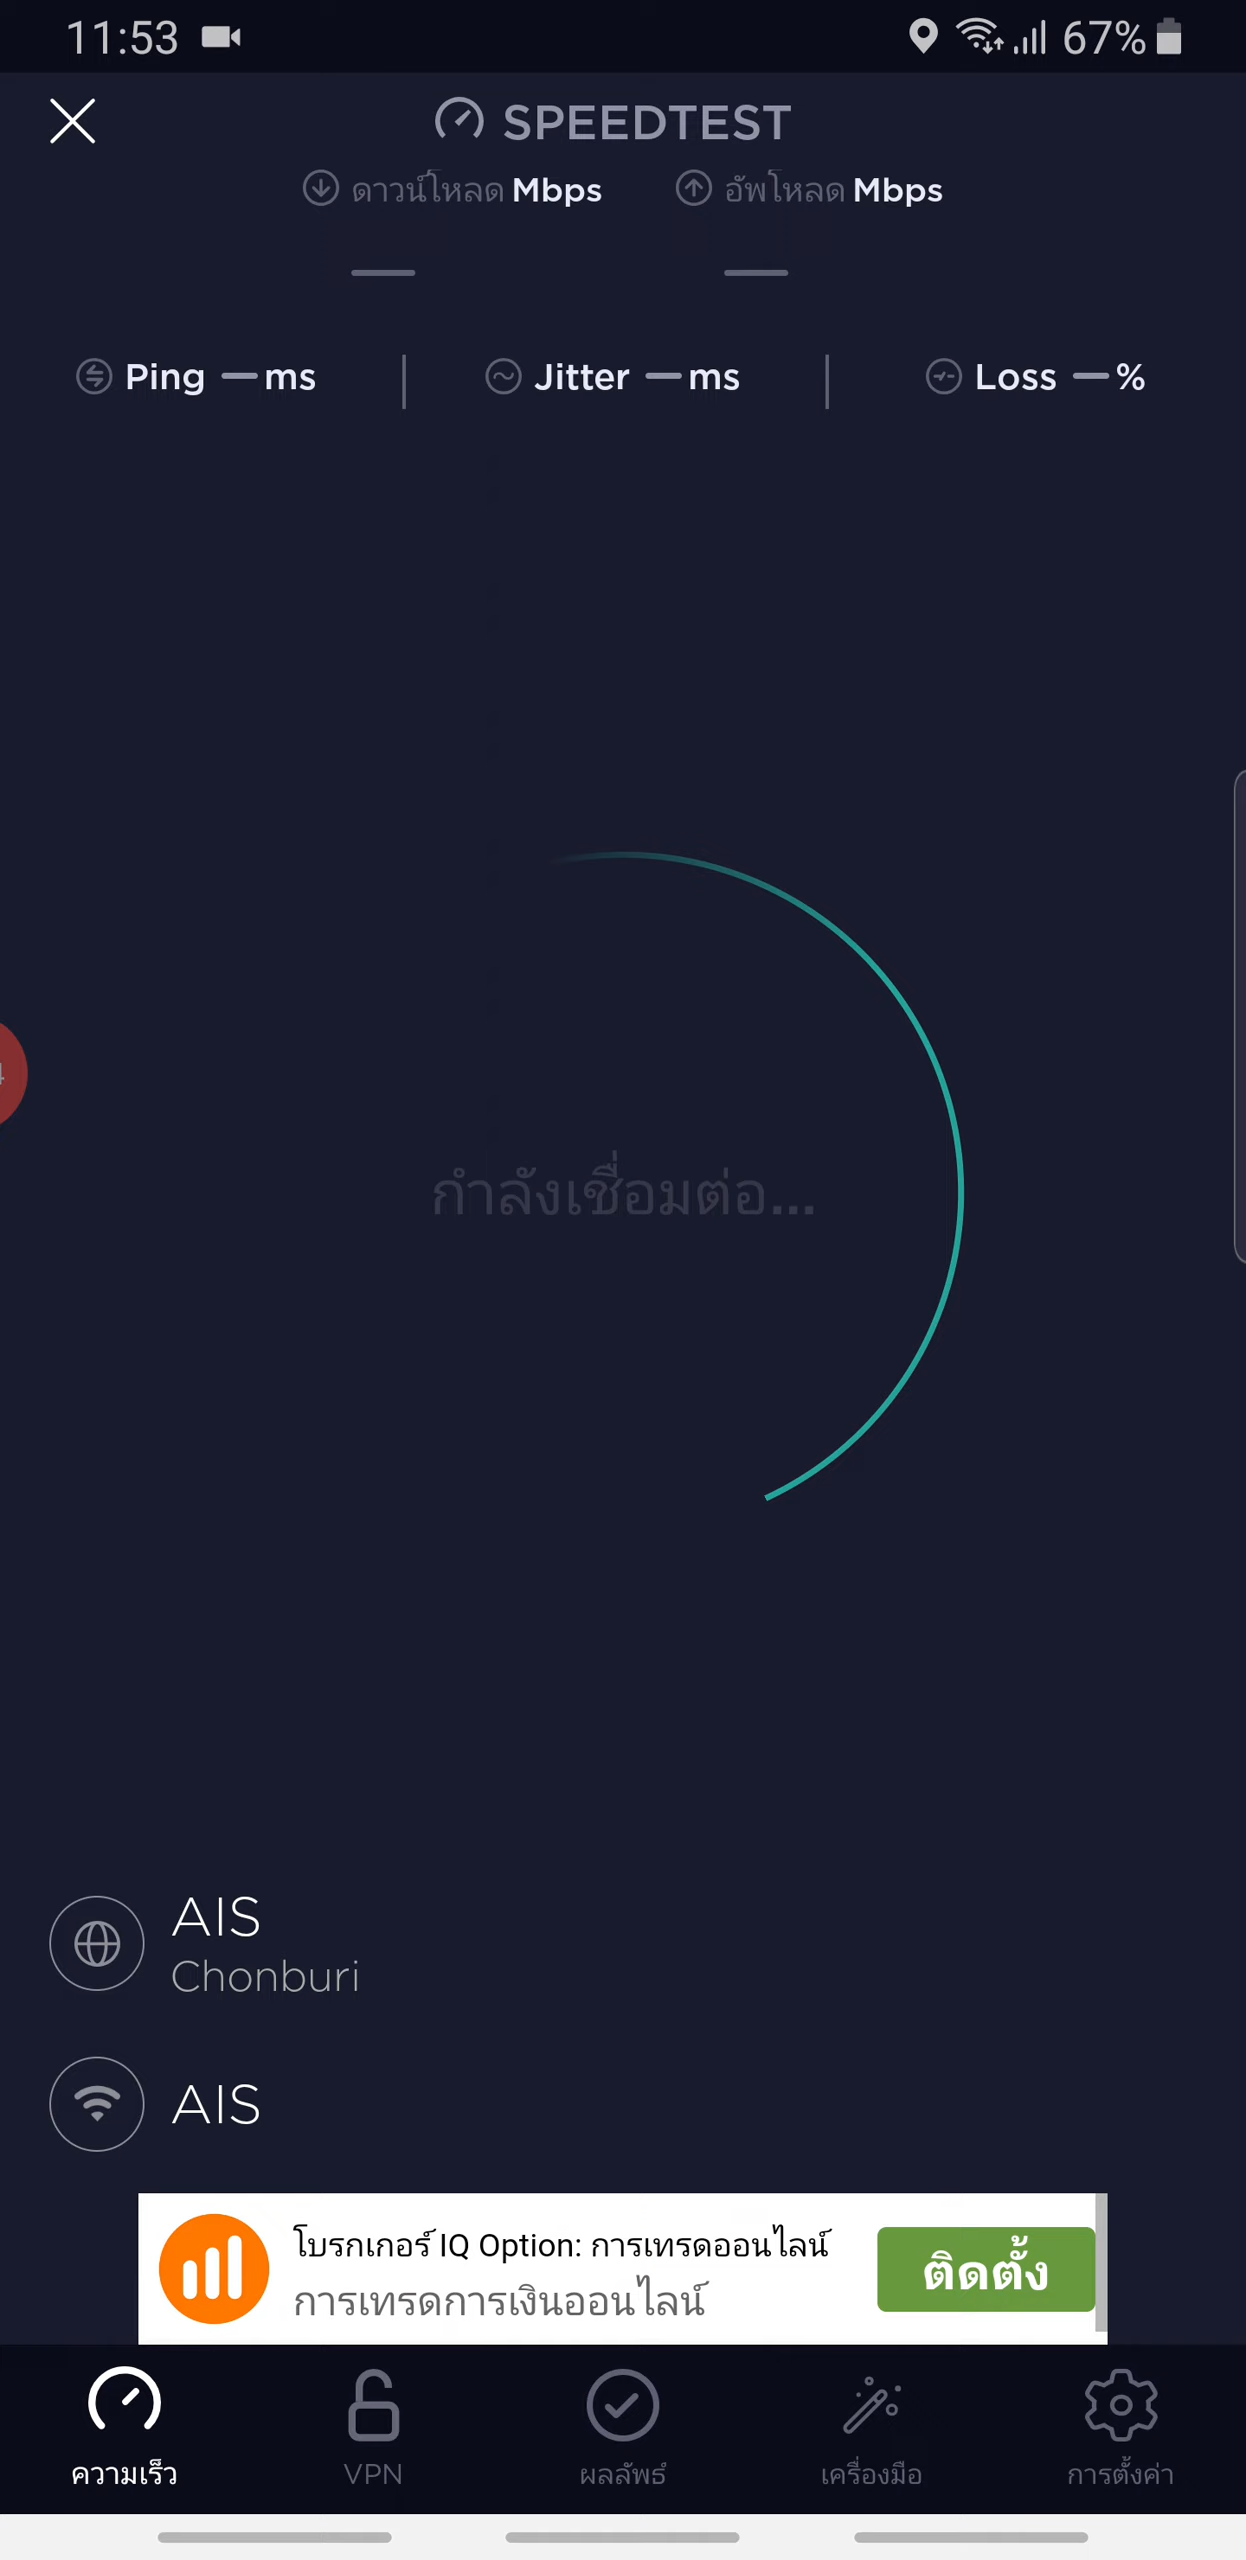 11:53
67%
SPEEDTEST
ดาวน์โหลด Mbps
อัพโหลด Mbps
Ping — ms
Jitter — ms
Loss — %
4
กำลังเชื่อมต่อ...
AIS
Chonburi
AIS
โบรกเกอร์ IQ Option: การเทรดออนไลน์
การเทรดการเงินออนไลน์
ติดตั้ง
ความเร็ว
VPN
ผลลัพธ์
เครื่องมือ
การตั้งค่า